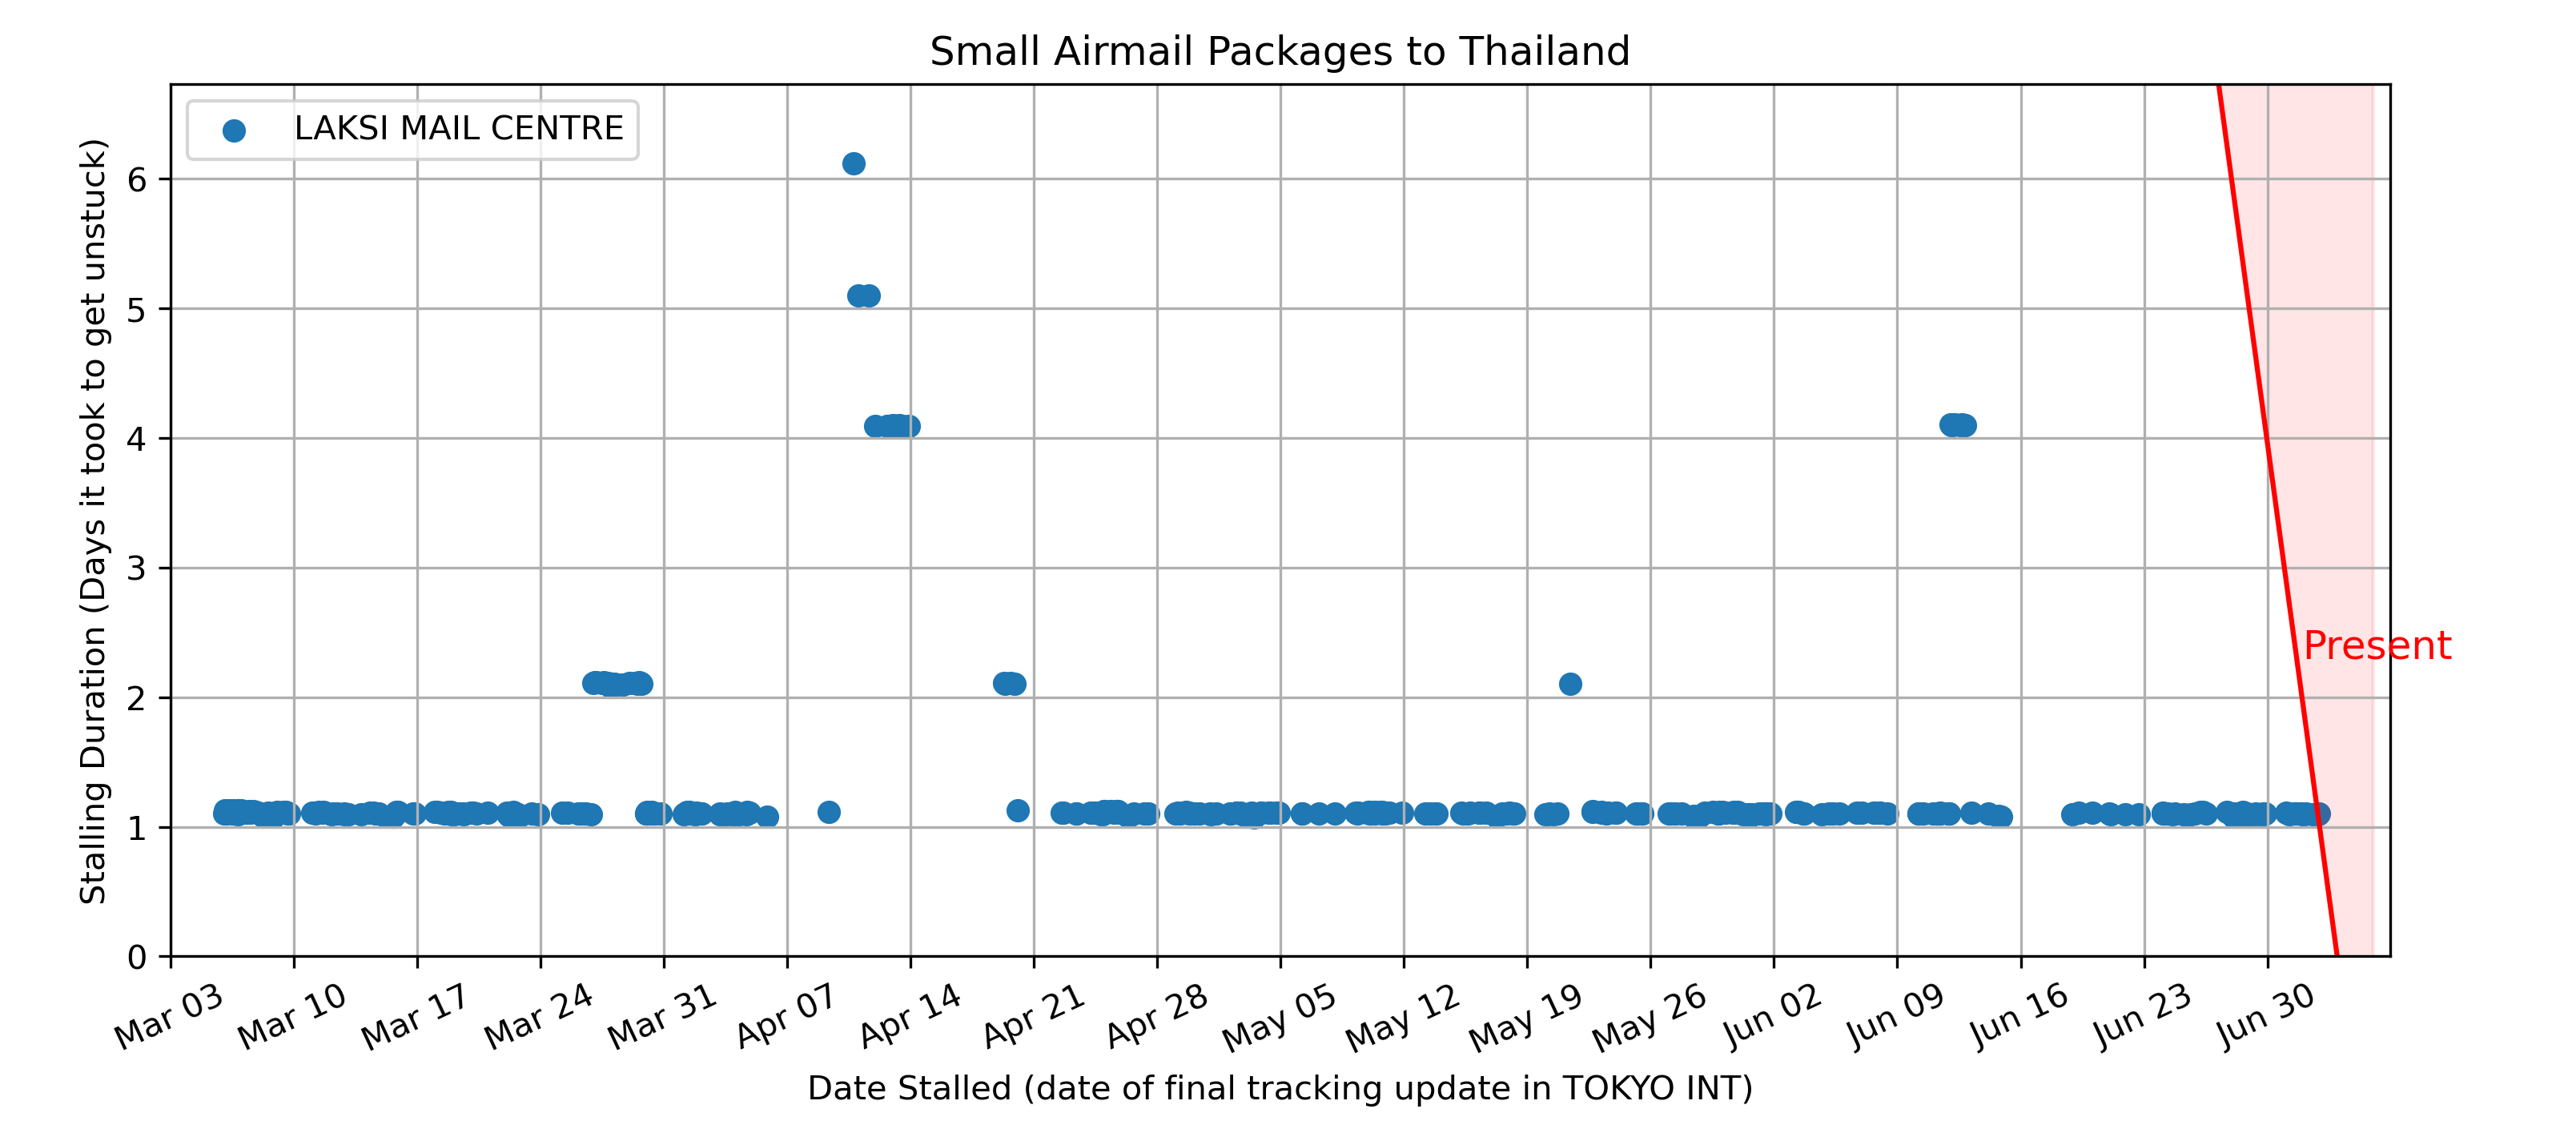 Small Airmail Packages to Thailand
LAKSI MAIL CENTRE
Stalling Duration (Days it took to get unstuck)
6
5
4
3
2
1
0
Present
Mar 03
Mar 10
Mar 17
Mar 24
Mar 31
Apr 07
Apr 14
Apr 21
Apr 28
May 05
May 12
May 19
May 26
Jun 02
Jun 09
Jun 16
Jun 23
Jun 30
Date Stalled (date of final tracking update in TOKYO INT)